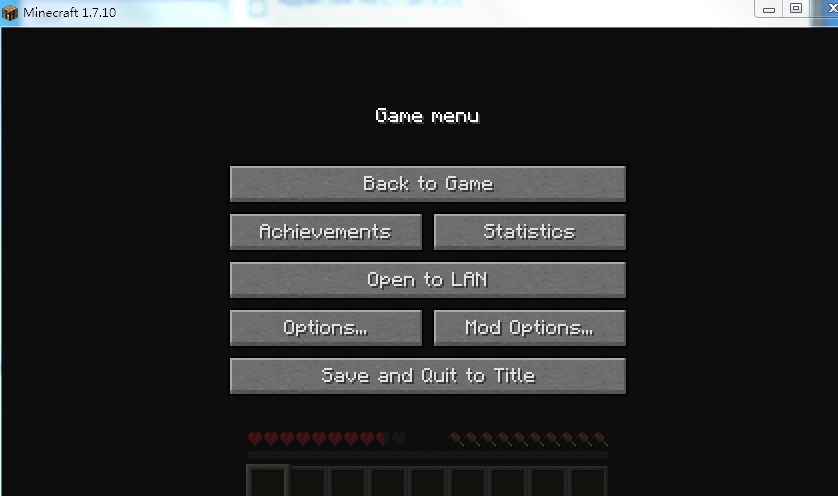 Minecraft 1.7.10
Game menu
Back to Game
Achievements Statistics
Open to LAN
Options... Mod Options...
Save and Quit to Title